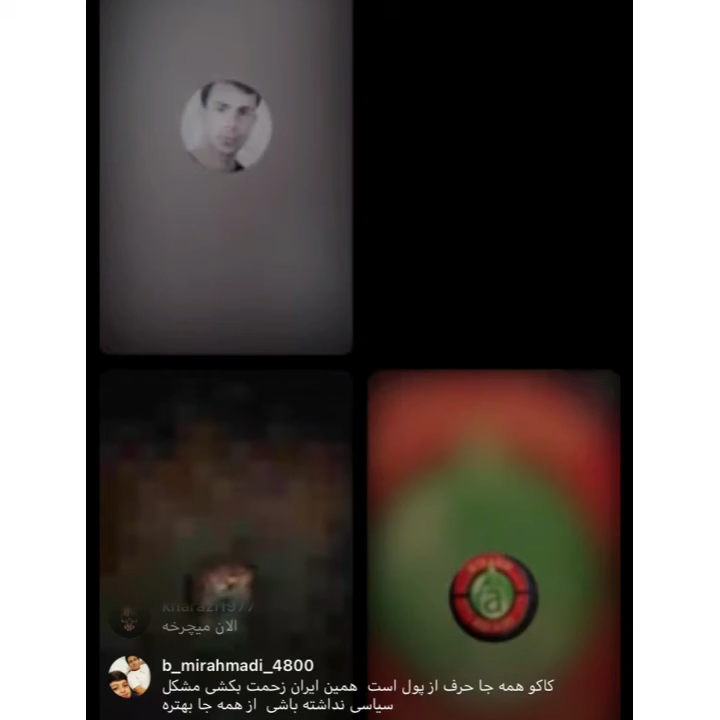 kharazi1977
الان میچرخه
b_mirahmadi_4800
کاکو همه جا حرف از پول است همین ایران زحمت بکشی مشکل
سیاسی نداشته باشی از همه جا بهتره
a